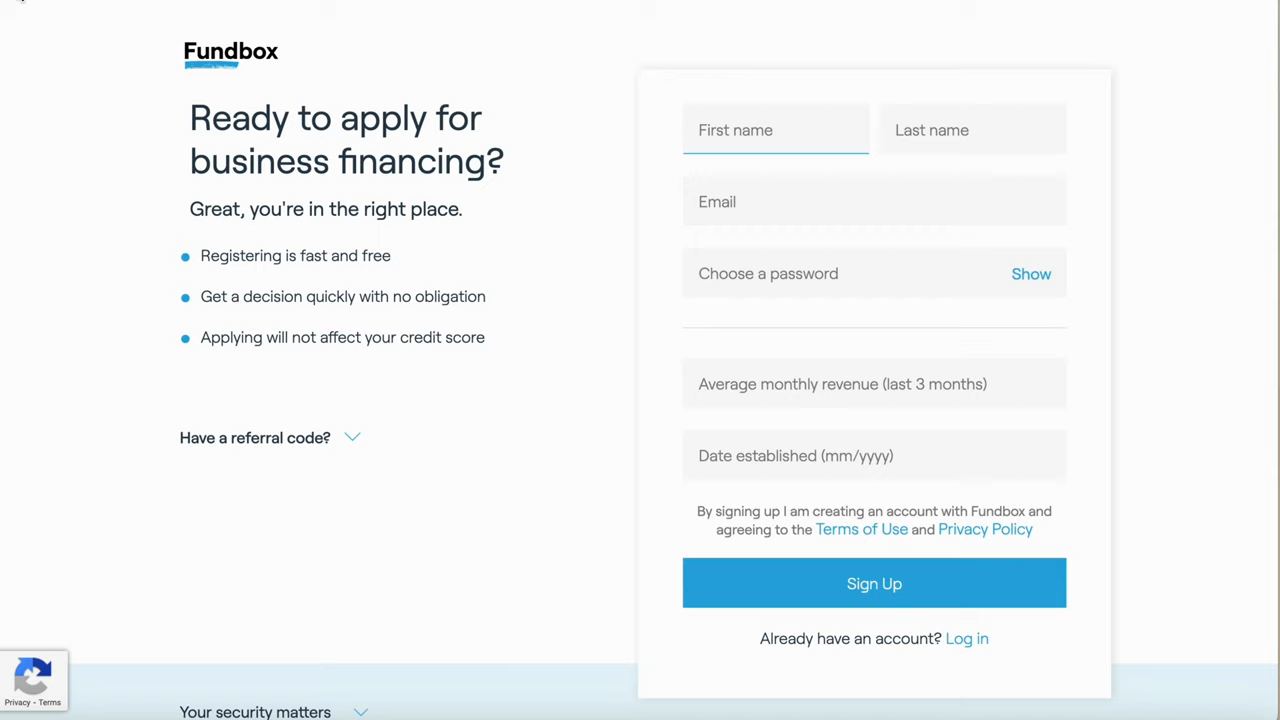 Fundbox
Ready to apply for
business financing?
Great, you're in the right place.
Registering is fast and free
Get a decision quickly with no obligation
Applying will not affect your credit score
Have a referral code?
First name
Last name
Email
Choose a password
Show
Average monthly revenue (last 3 months)
Date established (mm/yyyy)
By signing up I am creating an account with Fundbox and
agreeing to the Terms of Use and Privacy Policy
Sign Up
Already have an account? Log in
Privacy - Terms
Your security matters